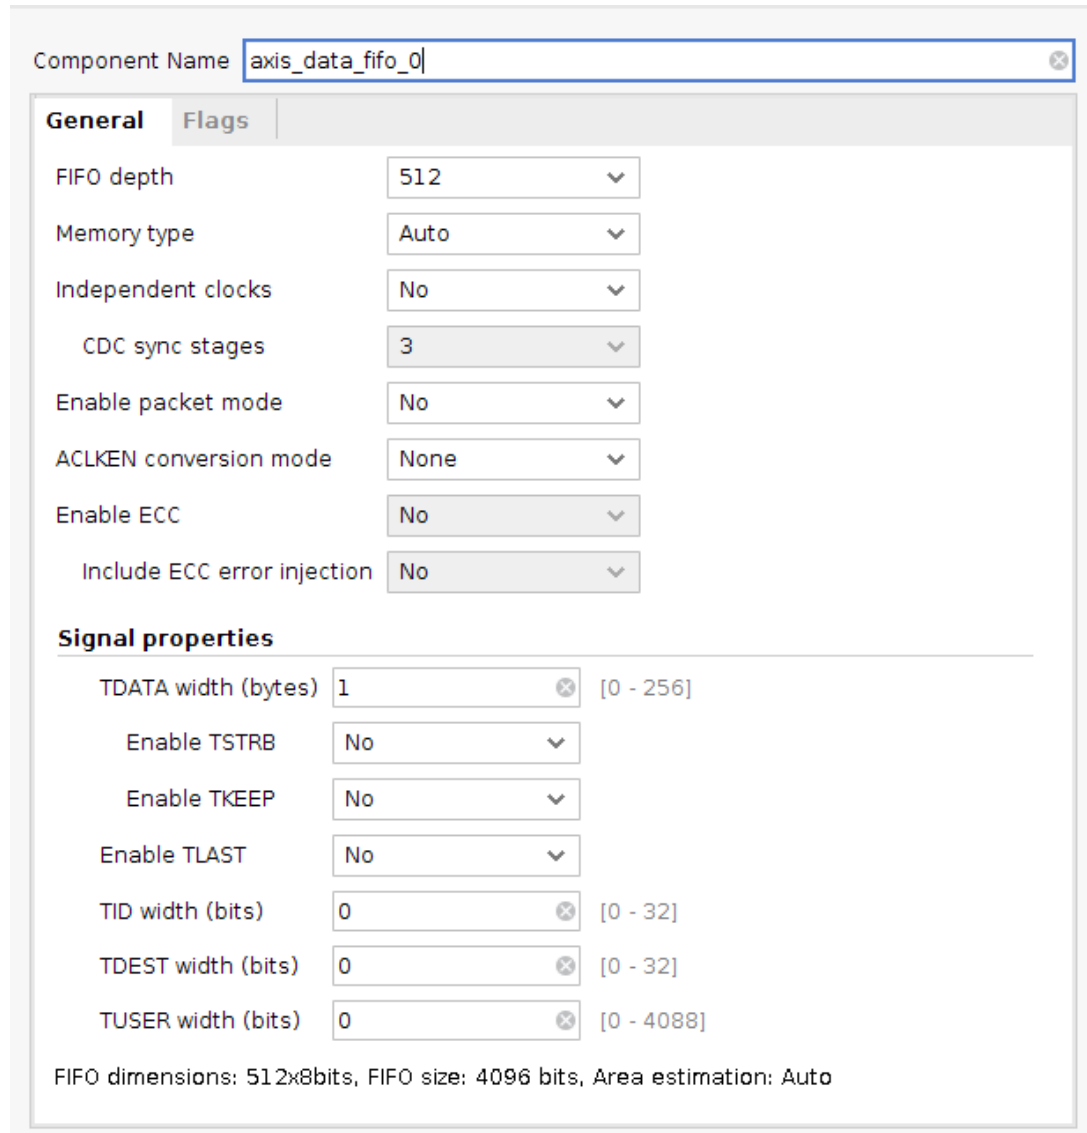 Component Name axis_data_fifo_0
General Flags
FIFO depth 512
Memory type Auto
Independent clocks No
CDC sync stages 3
Enable packet mode No
ACLKEN conversion mode None
Enable ECC No
Include ECC error injection No
Signal properties
TDATA width (bytes) 1 [0 - 256]
Enable TSTRB No
Enable TKEEP No
Enable TLAST No
TID width (bits) 0 [0 - 32]
TDEST width (bits) 0 [0 - 32]
TUSER width (bits) 0 [0 - 4088]
FIFO dimensions: 512x8bits, FIFO size: 4096 bits, Area estimation: Auto